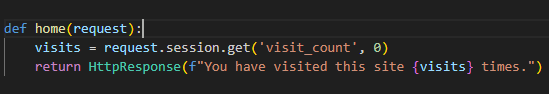 def home(request):
    visits = request.session.get('visit_count', 0)
    return HttpResponse(f"You have visited this site {visits} times.")